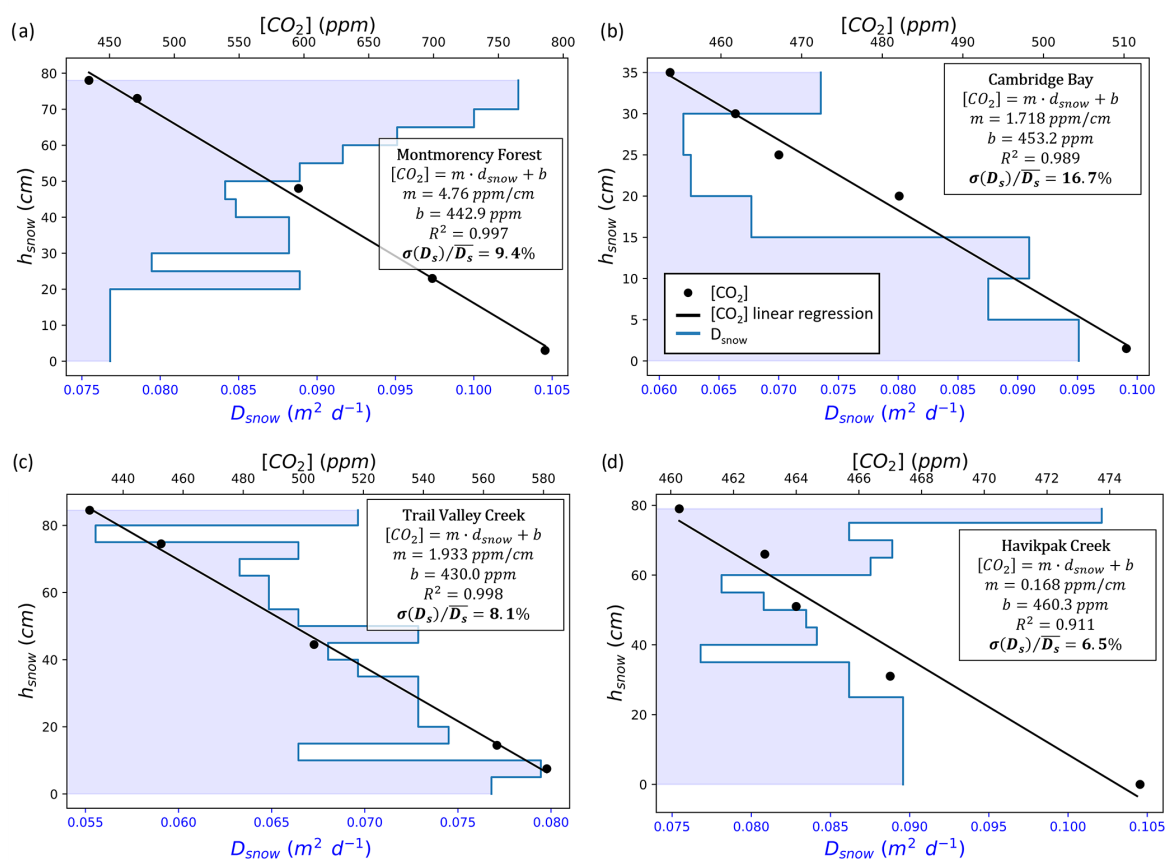 (a)
[CO2] (ppm)
450 500 550 600 650 700 750 800
80
70
60
50
40
30
20
10
0
hsnow (cm)
Montmorency Forest
[CO2] = m · dsnow + b
m = 4.76 ppm/cm
b = 442.9 ppm
R² = 0.997
σ(Ds)/D̅s̅ = 9.4%
0.075 0.080 0.085 0.090 0.095 0.100 0.105
Dsnow (m² d⁻¹)
(b)
[CO2] (ppm)
460 470 480 490 500 510
35
30
25
20
15
10
5
0
hsnow (cm)
Cambridge Bay
[CO2] = m · dsnow + b
m = 1.718 ppm/cm
b = 453.2 ppm
R² = 0.989
σ(Ds)/D̅s̅ = 16.7%
[CO2]
[CO2] linear regression
Dsnow
0.060 0.065 0.070 0.075 0.080 0.085 0.090 0.095 0.100
Dsnow (m² d⁻¹)
(c)
[CO2] (ppm)
440 460 480 500 520 540 560 580
80
60
40
20
0
hsnow (cm)
Trail Valley Creek
[CO2] = m · dsnow + b
m = 1.933 ppm/cm
b = 430.0 ppm
R² = 0.998
σ(Ds)/D̅s̅ = 8.1%
0.055 0.060 0.065 0.070 0.075 0.080
Dsnow (m² d⁻¹)
(d)
[CO2] (ppm)
460 462 464 466 468 470 472 474
80
60
40
20
0
hsnow (cm)
Havikpak Creek
[CO2] = m · dsnow + b
m = 0.168 ppm/cm
b = 460.3 ppm
R² = 0.911
σ(Ds)/D̅s̅ = 6.5%
0.075 0.080 0.085 0.090 0.095 0.100 0.105
Dsnow (m² d⁻¹)